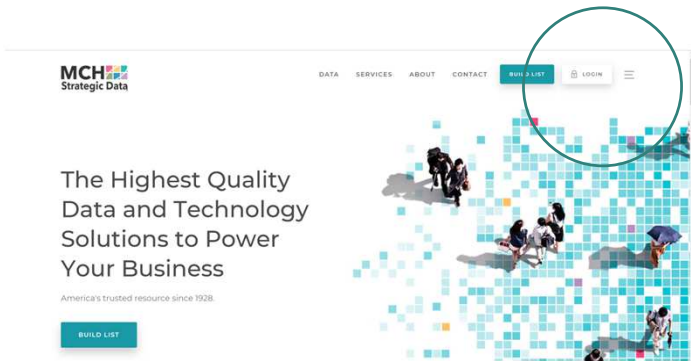 MCH
Strategic Data
DATA SERVICES ABOUT CONTACT BUILD LIST LOGIN
The Highest Quality
Data and Technology
Solutions to Power
Your Business
America's trusted resource since 1928.
BUILD LIST